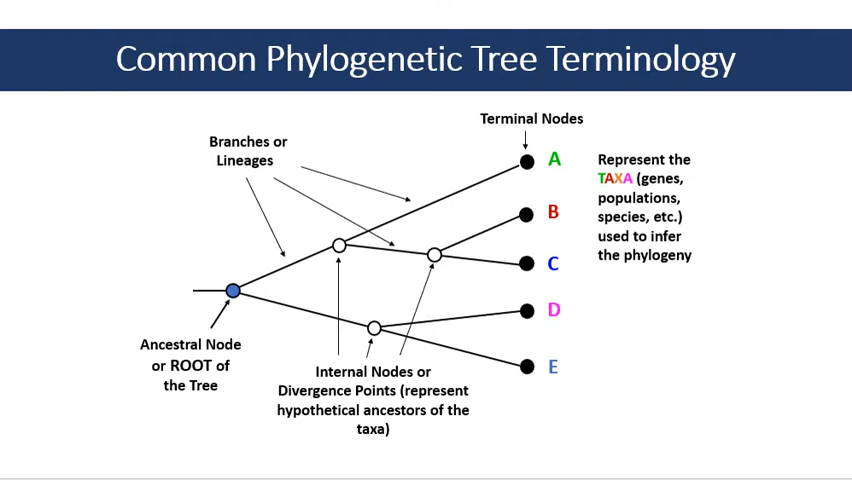 Common Phylogenetic Tree Terminology
Terminal Nodes
Branches or
Lineages
A
B
C
D
E
Represent the
TAXA (genes,
populations,
species, etc.)
used to infer
the phylogeny
Ancestral Node
or ROOT of
the Tree
Internal Nodes or
Divergence Points (represent
hypothetical ancestors of the
taxa)